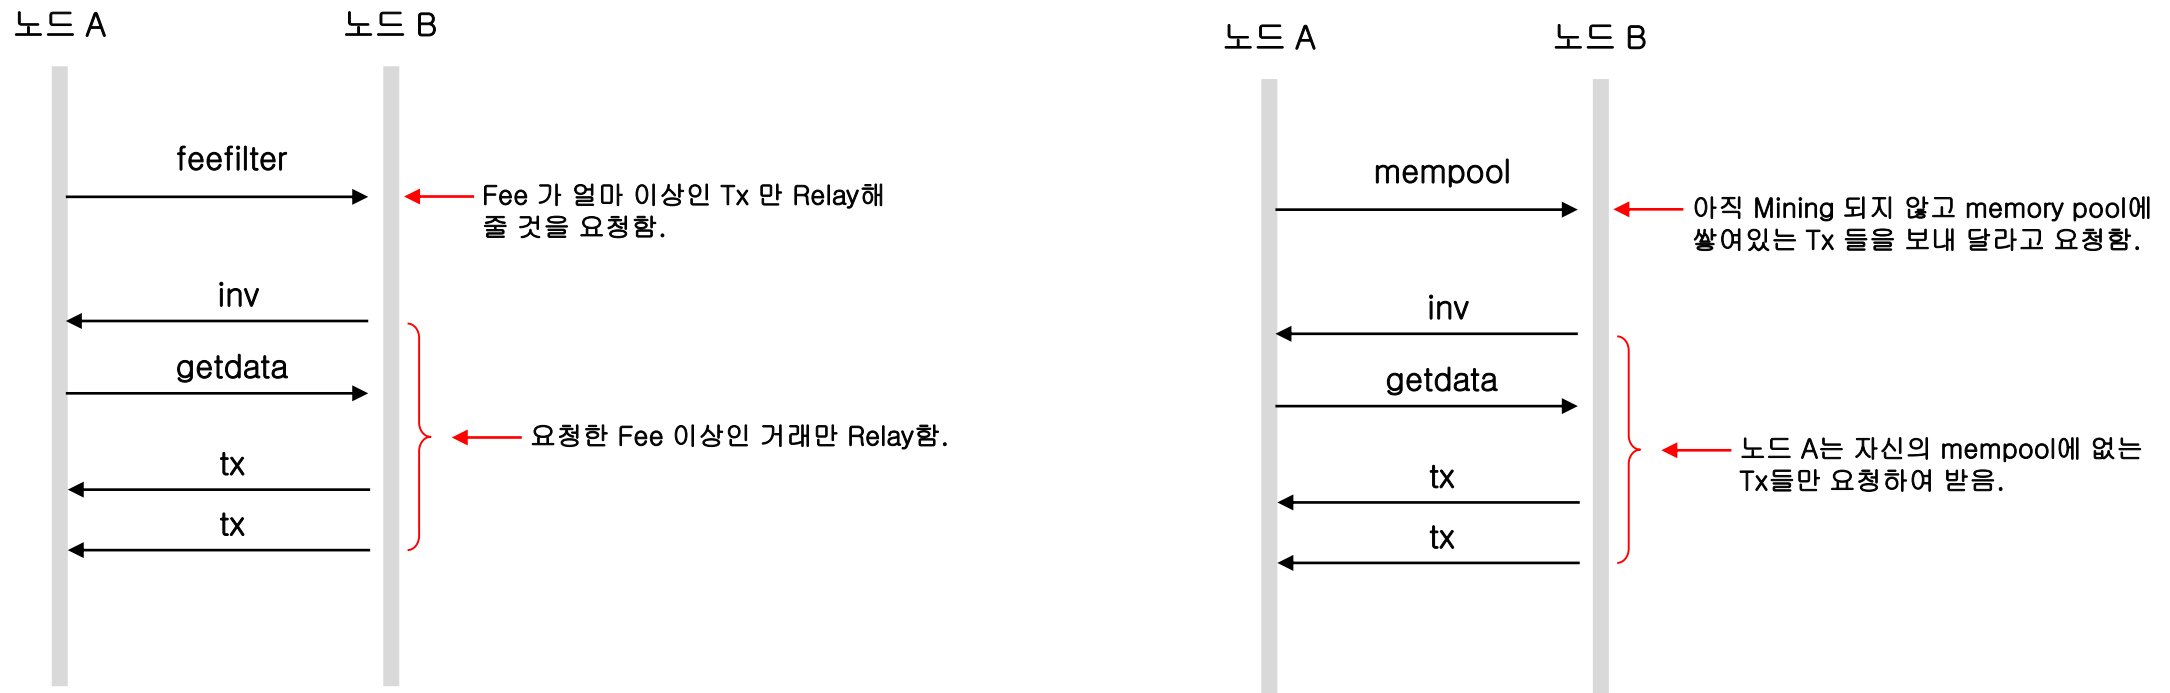 노드 A
노드 B
feefilter
Fee 가 얼마 이상인 Tx 만 Relay해
줄 것을 요청함.
inv
getdata
요청한 Fee 이상인 거래만 Relay함.
tx
tx
노드 A
노드 B
mempool
아직 Mining 되지 않고 memory pool에
쌓여있는 Tx 들을 보내 달라고 요청함.
inv
getdata
노드 A는 자신의 mempool에 없는
Tx들만 요청하여 받음.
tx
tx